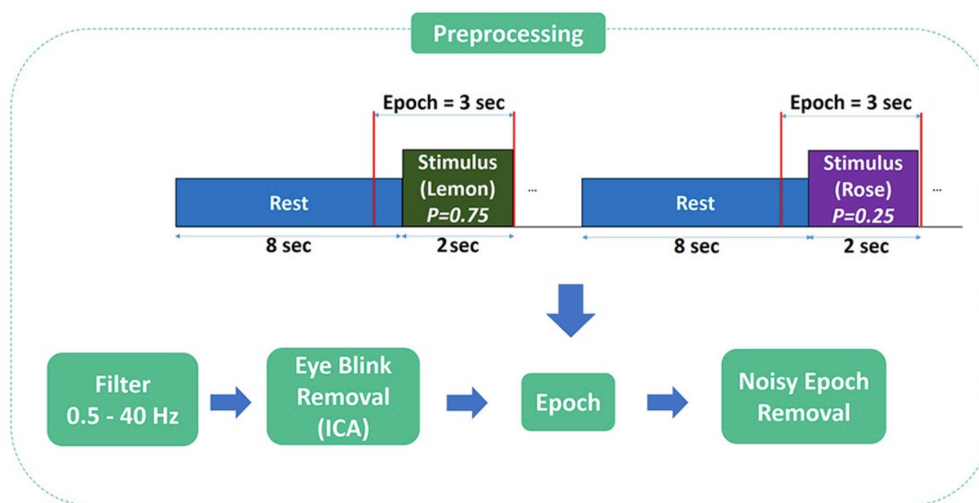 Preprocessing
Epoch = 3 sec
Epoch = 3 sec
Rest
Stimulus
(Lemon)
P=0.75
...
Rest
Stimulus
(Rose)
P=0.25
...
8 sec
2 sec
8 sec
2 sec
Filter
0.5 - 40 Hz
Eye Blink
Removal
(ICA)
Epoch
Noisy Epoch
Removal